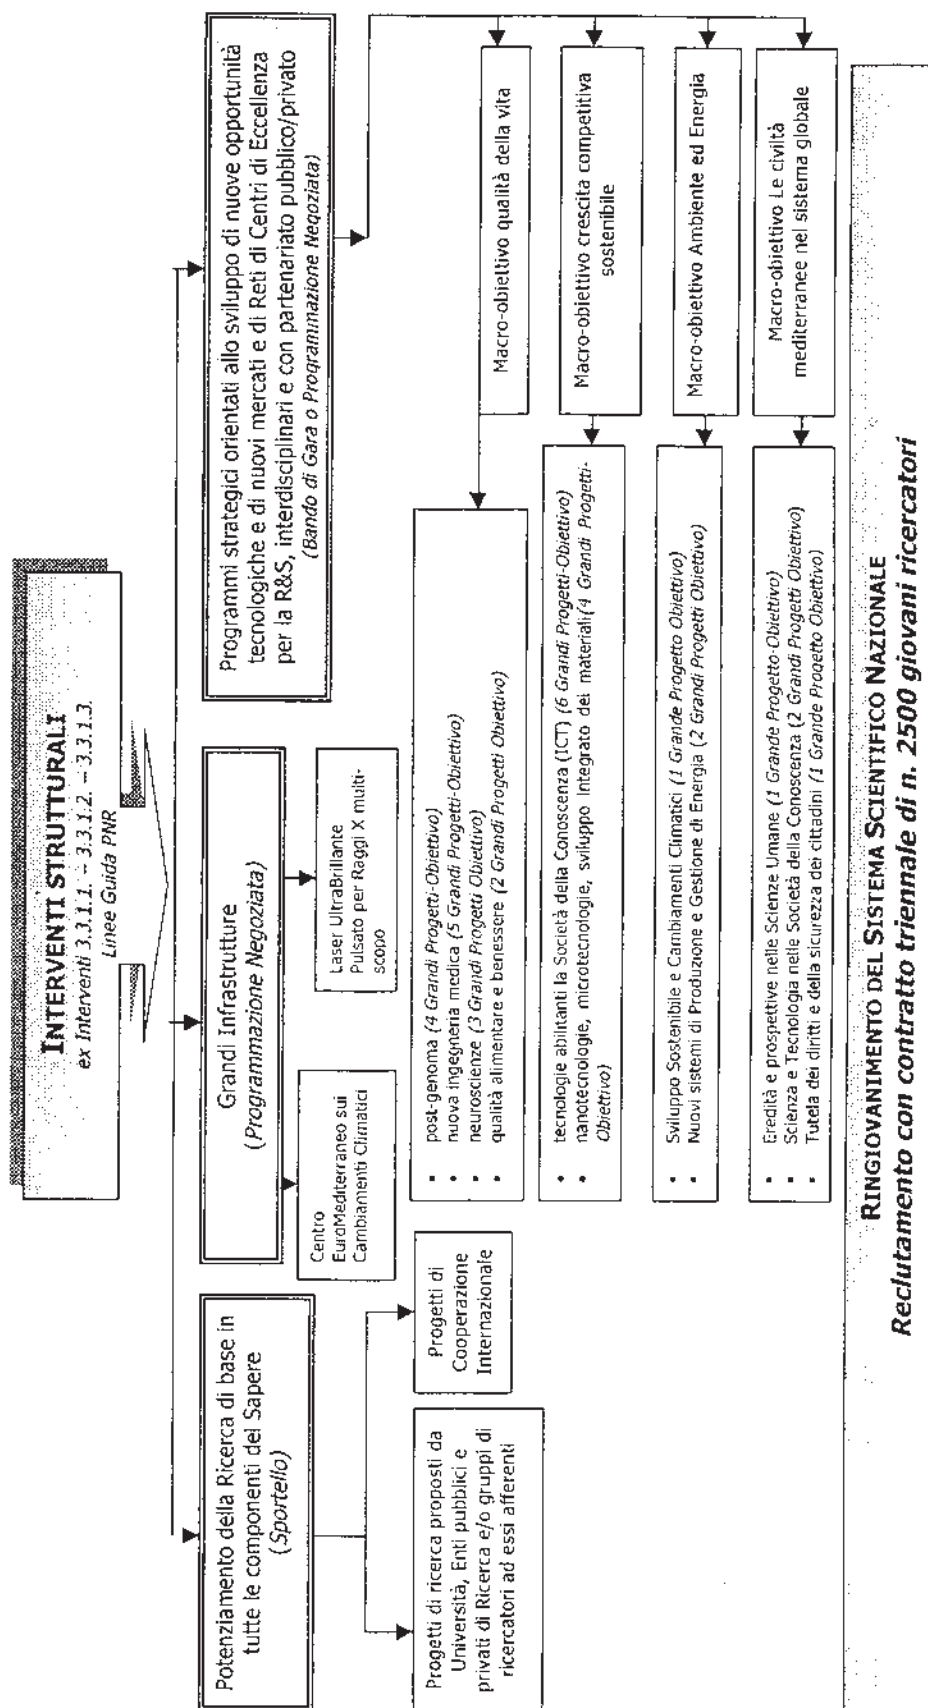 INTERVENTI STRUTTURALI
ex Interventi 3.3.1.1. – 3.3.1.2. – 3.3.1.3.
Linee Guida PNR
Potenziamento della Ricerca di base in
tutte le componenti del Sapere
(Sportello)
Progetti di ricerca proposti da
Università, Enti pubblici e
privati di Ricerca e/o gruppi di
ricercatori ad essi afferenti
Progetti di
Cooperazione
Internazionale
Grandi Infrastrutture
(Programmazione Negoziata)
Centro
EuroMediterraneo sui
Cambiamenti Climatici
Laser UltraBrillante
Pulsato per Raggi X multi-
scopo
Programmi strategici orientati allo sviluppo di nuove opportunità
tecnologiche e di nuovi mercati e di Reti di Centri di Eccellenza
per la R&S, interdisciplinari e con partenariato pubblico/privato
(Bando di Gara o Programmazione Negoziata)
▪ post-genoma (4 Grandi Progetti-Obiettivo)
▪ nuova ingegneria medica (5 Grandi Progetti-Obiettivo)
▪ neuroscienze (3 Grandi Progetti Obiettivo)
▪ qualità alimentare e benessere (2 Grandi Progetti Obiettivo)
Macro-obiettivo qualità della vita
▪ tecnologie abilitanti la Società della Conoscenza (ICT) (6 Grandi Progetti-Obiettivo)
▪ nanotecnologie, microtecnologie, sviluppo integrato dei materiali(4 Grandi Progetti-
Obiettivo)
Macro-obiettivo crescita competitiva
sostenibile
▪ Sviluppo Sostenibile e Cambiamenti Climatici (1 Grande Progetto Obiettivo)
▪ Nuovi sistemi di Produzione e Gestione di Energia (2 Grandi Progetti Obiettivo)
Macro-obiettivo Ambiente ed Energia
▪ Eredità e prospettive nelle Scienze Umane (1 Grande Progetto-Obiettivo)
▪ Scienza e Tecnologia nelle Società della Conoscenza (2 Grandi Progetti Obiettivo)
▪ Tutela dei diritti e della sicurezza dei cittadini (1 Grande Progetto Obiettivo)
Macro-obiettivo Le civiltà
mediterranee nel sistema globale
RINGIOVANIMENTO DEL SISTEMA SCIENTIFICO NAZIONALE
Reclutamento con contratto triennale di n. 2500 giovani ricercatori